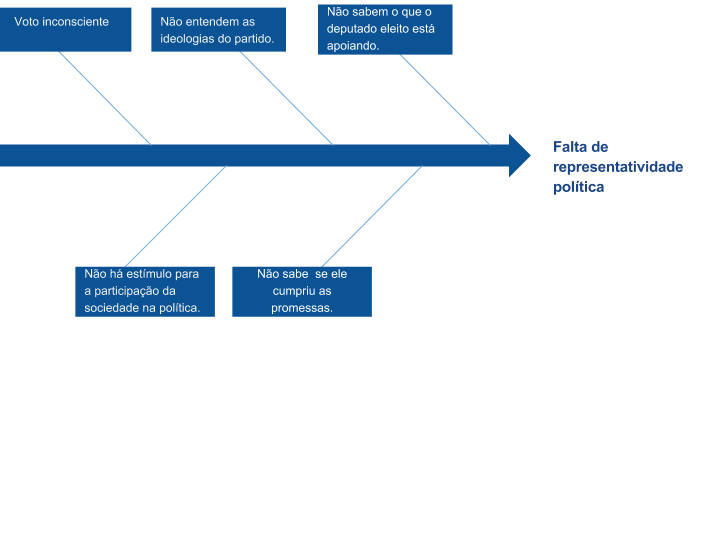 Voto inconsciente
Não entendem as
ideologias do partido.
Não sabem o que o
deputado eleito está
apoiando.
Falta de
representatividade
política
Não há estímulo para
a participação da
sociedade na política.
Não sabe  se ele
cumpriu as
promessas.